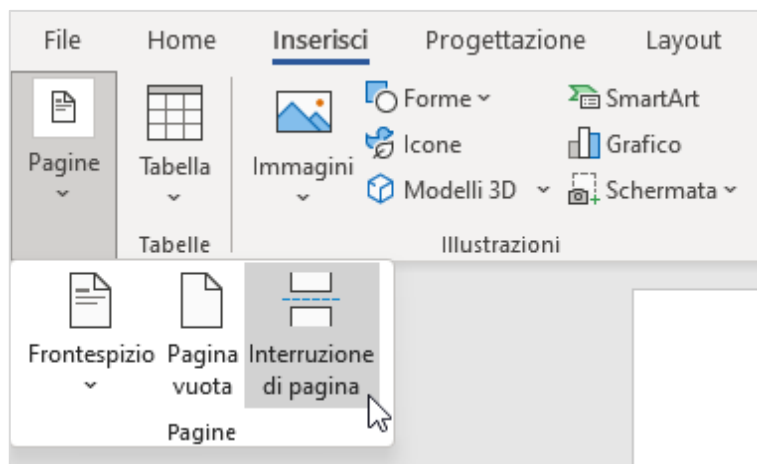 File Home Inserisci Progettazione Layout
Forme SmartArt
Icone Grafico
Pagine Tabella Immagini
Modelli 3D Schermata
Tabelle Illustrazioni
Frontespizio Pagina vuota Interruzione di pagina
Pagine